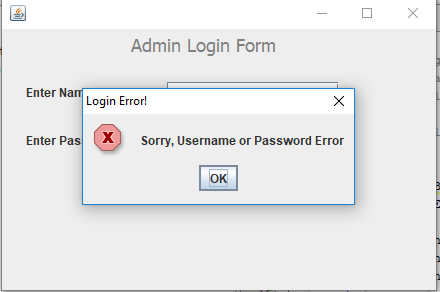 Admin Login Form
Enter Nam
Login Error!
Enter Pas
Sorry, Username or Password Error
OK